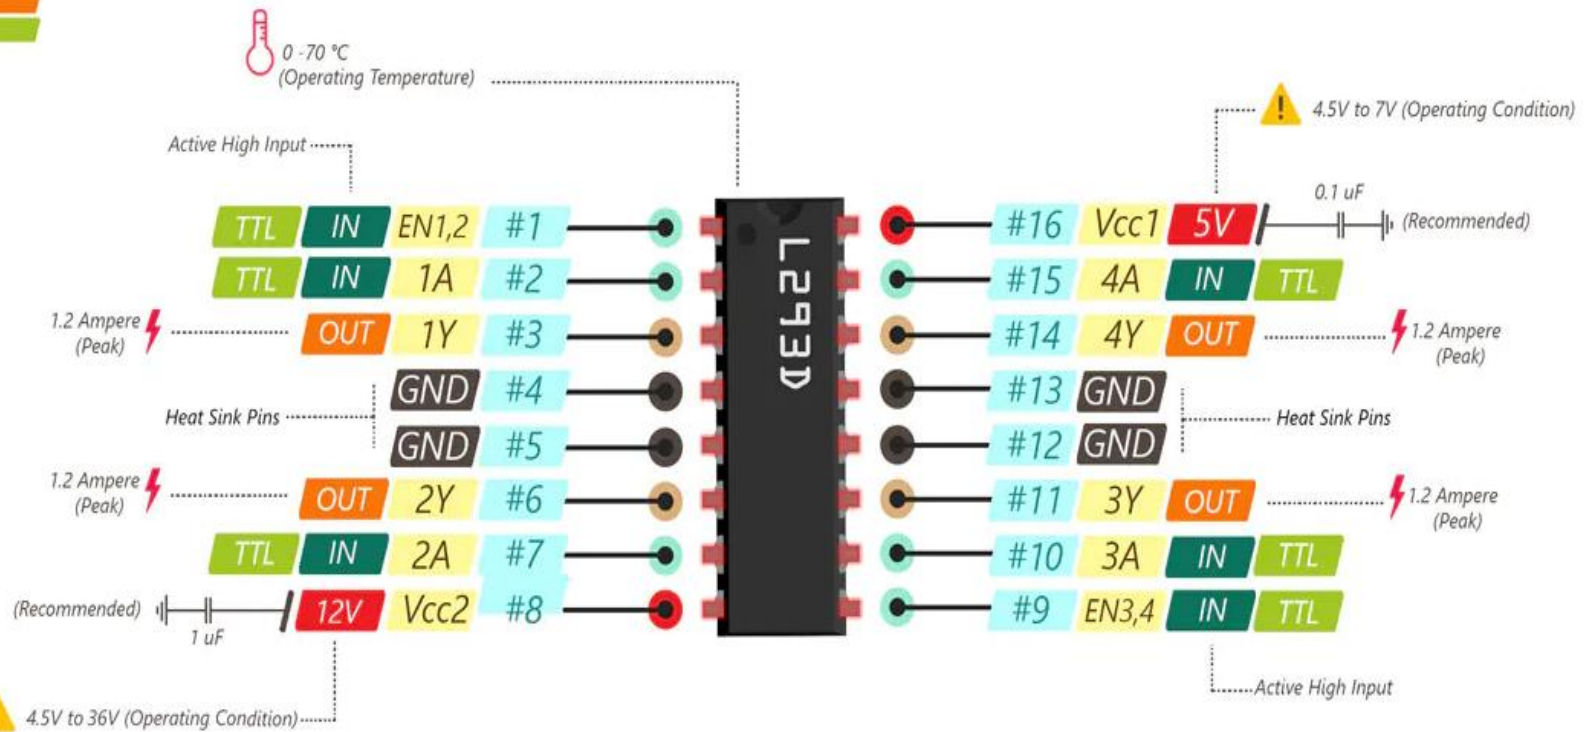 0 -70 °C
(Operating Temperature)
4.5V to 7V (Operating Condition)
Active High Input
0.1 uF
TTL IN EN1,2 #1 #16 Vcc1 5V (Recommended)
TTL IN 1A #2 #15 4A IN TTL
1.2 Ampere
(Peak)
OUT 1Y #3 #14 4Y OUT
1.2 Ampere
(Peak)
L293D
GND #4 #13 GND
Heat Sink Pins Heat Sink Pins
GND #5 #12 GND
1.2 Ampere
(Peak)
OUT 2Y #6 #11 3Y OUT
1.2 Ampere
(Peak)
TTL IN 2A #7 #10 3A IN TTL
(Recommended) 12V Vcc2 #8 #9 EN3,4 IN TTL
1 uF
Active High Input
4.5V to 36V (Operating Condition)